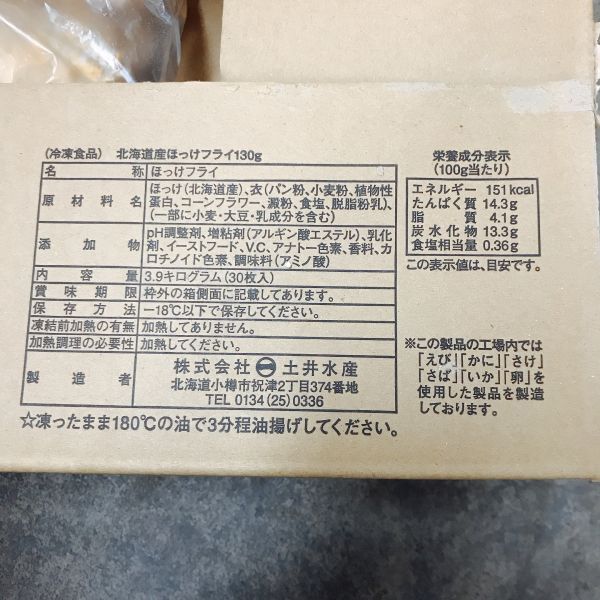 (冷凍食品) 北海道産ほっけフライ130g
名称 ほっけフライ
原材料名 ほっけ(北海道産)、衣(パン粉、小麦粉、植物性
蛋白、コーンフラワー、澱粉、食塩、脱脂粉乳)、
(一部に小麦・大豆・乳成分を含む)
添加物 pH調整剤、増粘剤(アルギン酸エステル)、乳化
剤、イーストフード、V.C、アナトー色素、香料、カ
ロチノイド色素、調味料(アミノ酸)
内容量 3.9キログラム(30枚入)
賞味期限 枠外の箱側面に記載してあります。
保存方法 −18℃以下で保存してください。
凍結前加熱の有無 加熱してありません。
加熱調理の必要性 加熱してください。
製造者 株式会社 土井水産
北海道小樽市祝津2丁目374番地
TEL 0134(25)0336
☆凍ったまま180℃の油で3分程油揚げしてください。
栄養成分表示
(100g当たり)
エネルギー 151kcal
たんぱく質 14.3g
脂質 4.1g
炭水化物 13.3g
食塩相当量 0.36g
この表示値は、目安です。
※この製品の工場内では
「えび」「かに」「さけ」
「さば」「いか」「卵」を
使用した製品を製造
しております。